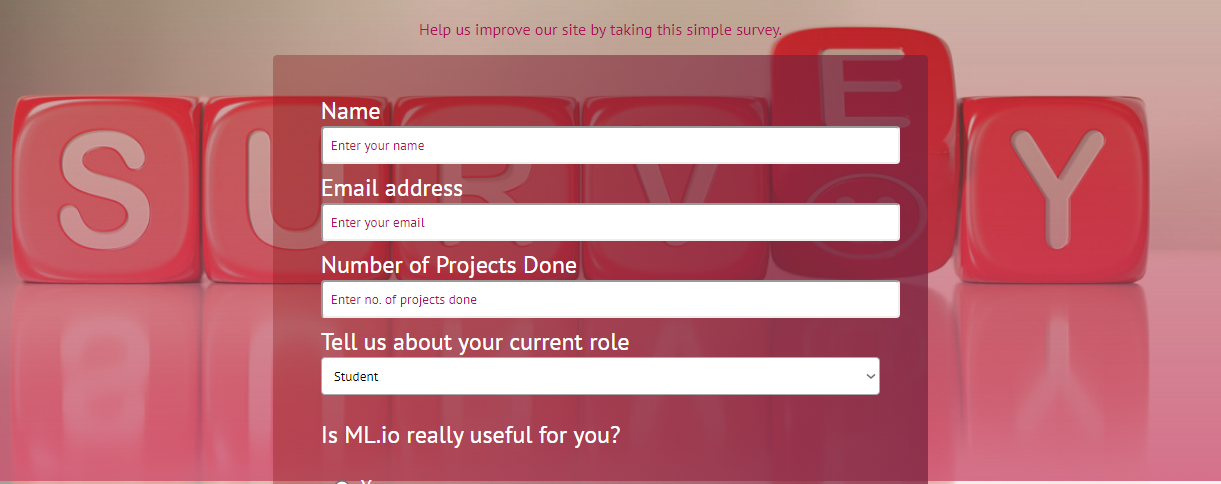 Help us improve our site by taking this simple survey.
S U R V E Y
Name
Enter your name
Email address
Enter your email
Number of Projects Done
Enter no. of projects done
Tell us about your current role
Student
Is ML.io really useful for you?